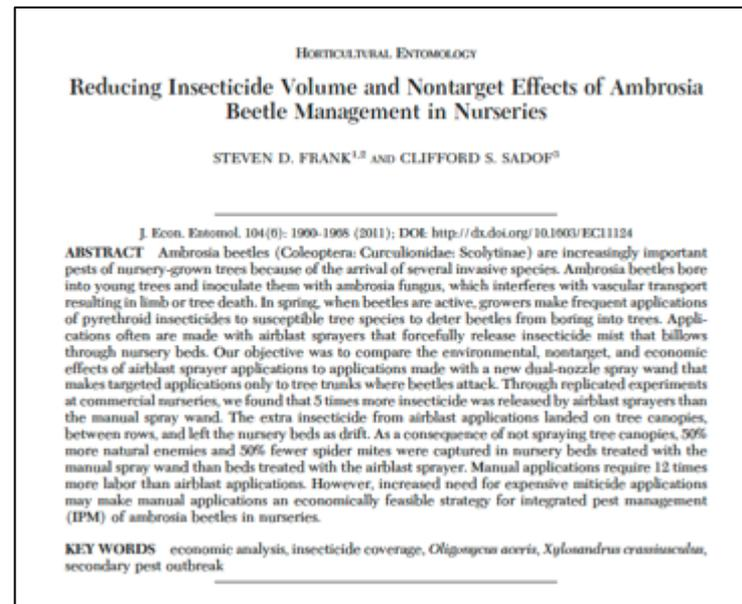 HORTICULTURAL ENTOMOLOGY
Reducing Insecticide Volume and Nontarget Effects of Ambrosia
Beetle Management in Nurseries
STEVEN D. FRANK1,2 AND CLIFFORD S. SADOF3
J. Econ. Entomol. 104(6): 1960-1968 (2011); DOI: http://dx.doi.org/10.1603/EC11124
ABSTRACT Ambrosia beetles (Coleoptera: Curculionidae: Scolytinae) are increasingly important
pests of nursery-grown trees because of the arrival of several invasive species. Ambrosia beetles bore
into young trees and inoculate them with ambrosia fungus, which interferes with vascular transport
resulting in limb or tree death. In spring, when beetles are active, growers make frequent applications
of pyrethroid insecticides to susceptible tree species to deter beetles from boring into trees. Appli-
cations often are made with airblast sprayers that forcefully release insecticide mist that billows
through nursery beds. Our objective was to compare the environmental, nontarget, and economic
effects of airblast sprayer applications to applications made with a new dual-nozzle spray wand that
makes targeted applications only to tree trunks where beetles attack. Through replicated experiments
at commercial nurseries, we found that 5 times more insecticide was released by airblast sprayers than
the manual spray wand. The extra insecticide from airblast applications landed on tree canopies,
between rows, and left the nursery beds as drift. As a consequence of not spraying tree canopies, 50%
more natural enemies and 50% fewer spider mites were captured in nursery beds treated with the
manual spray wand than beds treated with the airblast sprayer. Manual applications require 12 times
more labor than airblast applications. However, increased need for expensive miticide applications
may make manual applications an economically feasible strategy for integrated pest management
(IPM) of ambrosia beetles in nurseries.
KEY WORDS economic analysis, insecticide coverage, Oligonycus aceris, Xylosandrus crassiusculus,
secondary pest outbreak